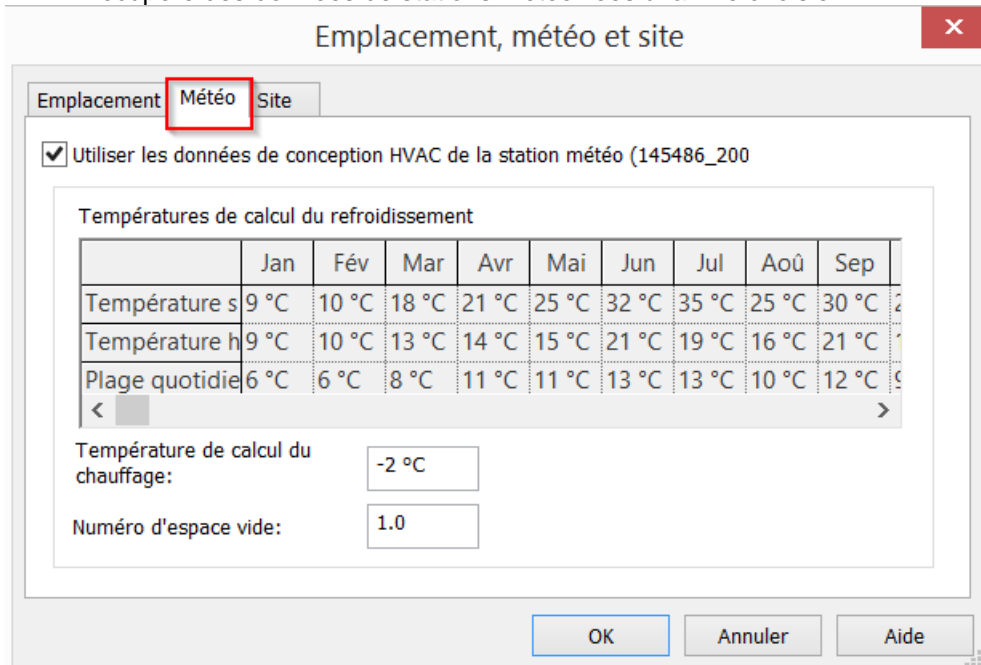 Emplacement, météo et site
Emplacement Météo Site
Utiliser les données de conception HVAC de la station météo (145486_200
Températures de calcul du refroidissement
Jan Fév Mar Avr Mai Jun Jul Aoû Sep
Température s 9 °C 10 °C 18 °C 21 °C 25 °C 32 °C 35 °C 25 °C 30 °C
Température h 9 °C 10 °C 13 °C 14 °C 15 °C 21 °C 19 °C 16 °C 21 °C
Plage quotidie 6 °C 6 °C 8 °C 11 °C 11 °C 13 °C 13 °C 10 °C 12 °C
Température de calcul du
chauffage: -2 °C
Numéro d'espace vide: 1.0
OK Annuler Aide